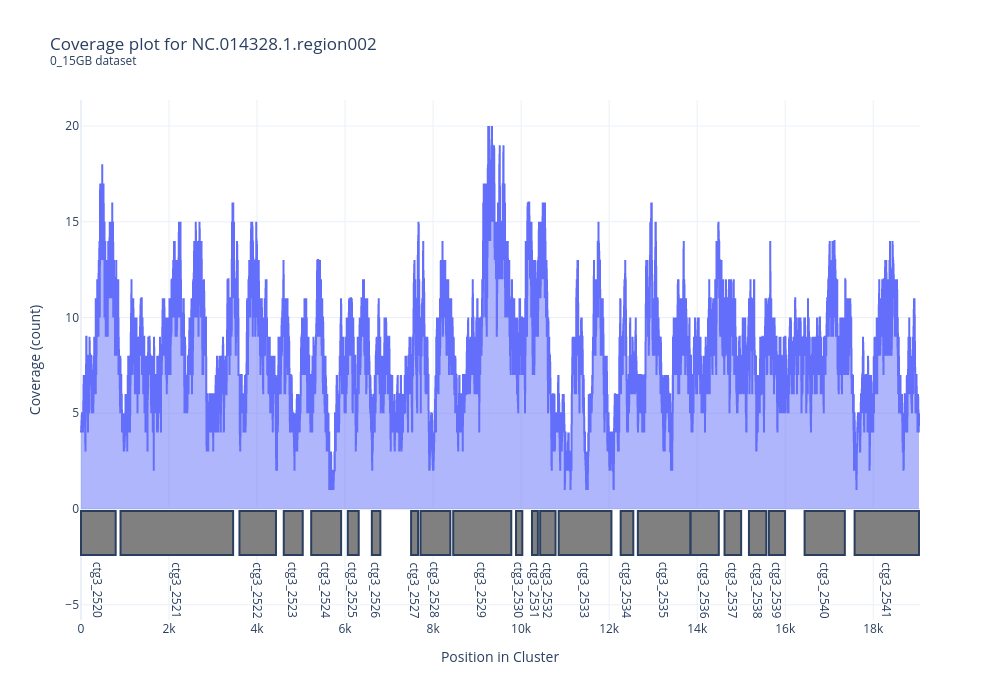 Coverage plot for NC.014328.1.region002
0_15GB dataset
20
15
10
5
0
−5
Coverage (count)
ctg3_2520
ctg3_2521
ctg3_2522
ctg3_2523
ctg3_2524
ctg3_2525
ctg3_2526
ctg3_2527
ctg3_2528
ctg3_2529
ctg3_2530
ctg3_2531
ctg3_2532
ctg3_2533
ctg3_2534
ctg3_2535
ctg3_2536
ctg3_2537
ctg3_2538
ctg3_2539
ctg3_2540
ctg3_2541
0 2k 4k 6k 8k 10k 12k 14k 16k 18k
Position in Cluster